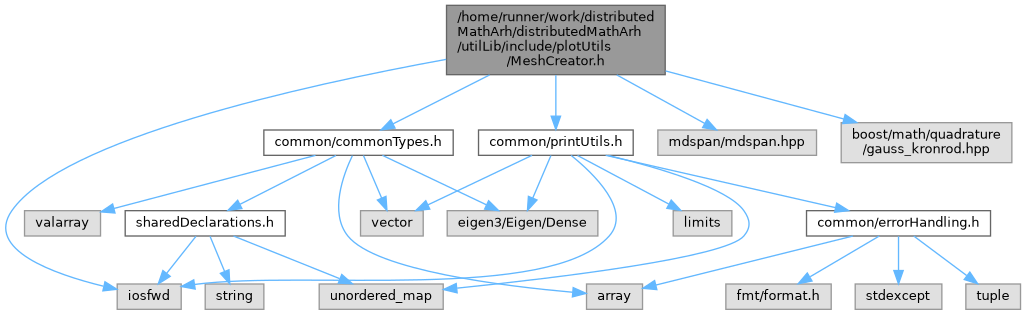 /home/runner/work/distributed
MathArh/distributedMathArh
/utilLib/include/plotUtils
/MeshCreator.h
common/commonTypes.h
common/printUtils.h
mdspan/mdspan.hpp
boost/math/quadrature
/gauss_kronrod.hpp
valarray
sharedDeclarations.h
vector
eigen3/Eigen/Dense
limits
common/errorHandling.h
iosfwd
string
unordered_map
array
fmt/format.h
stdexcept
tuple